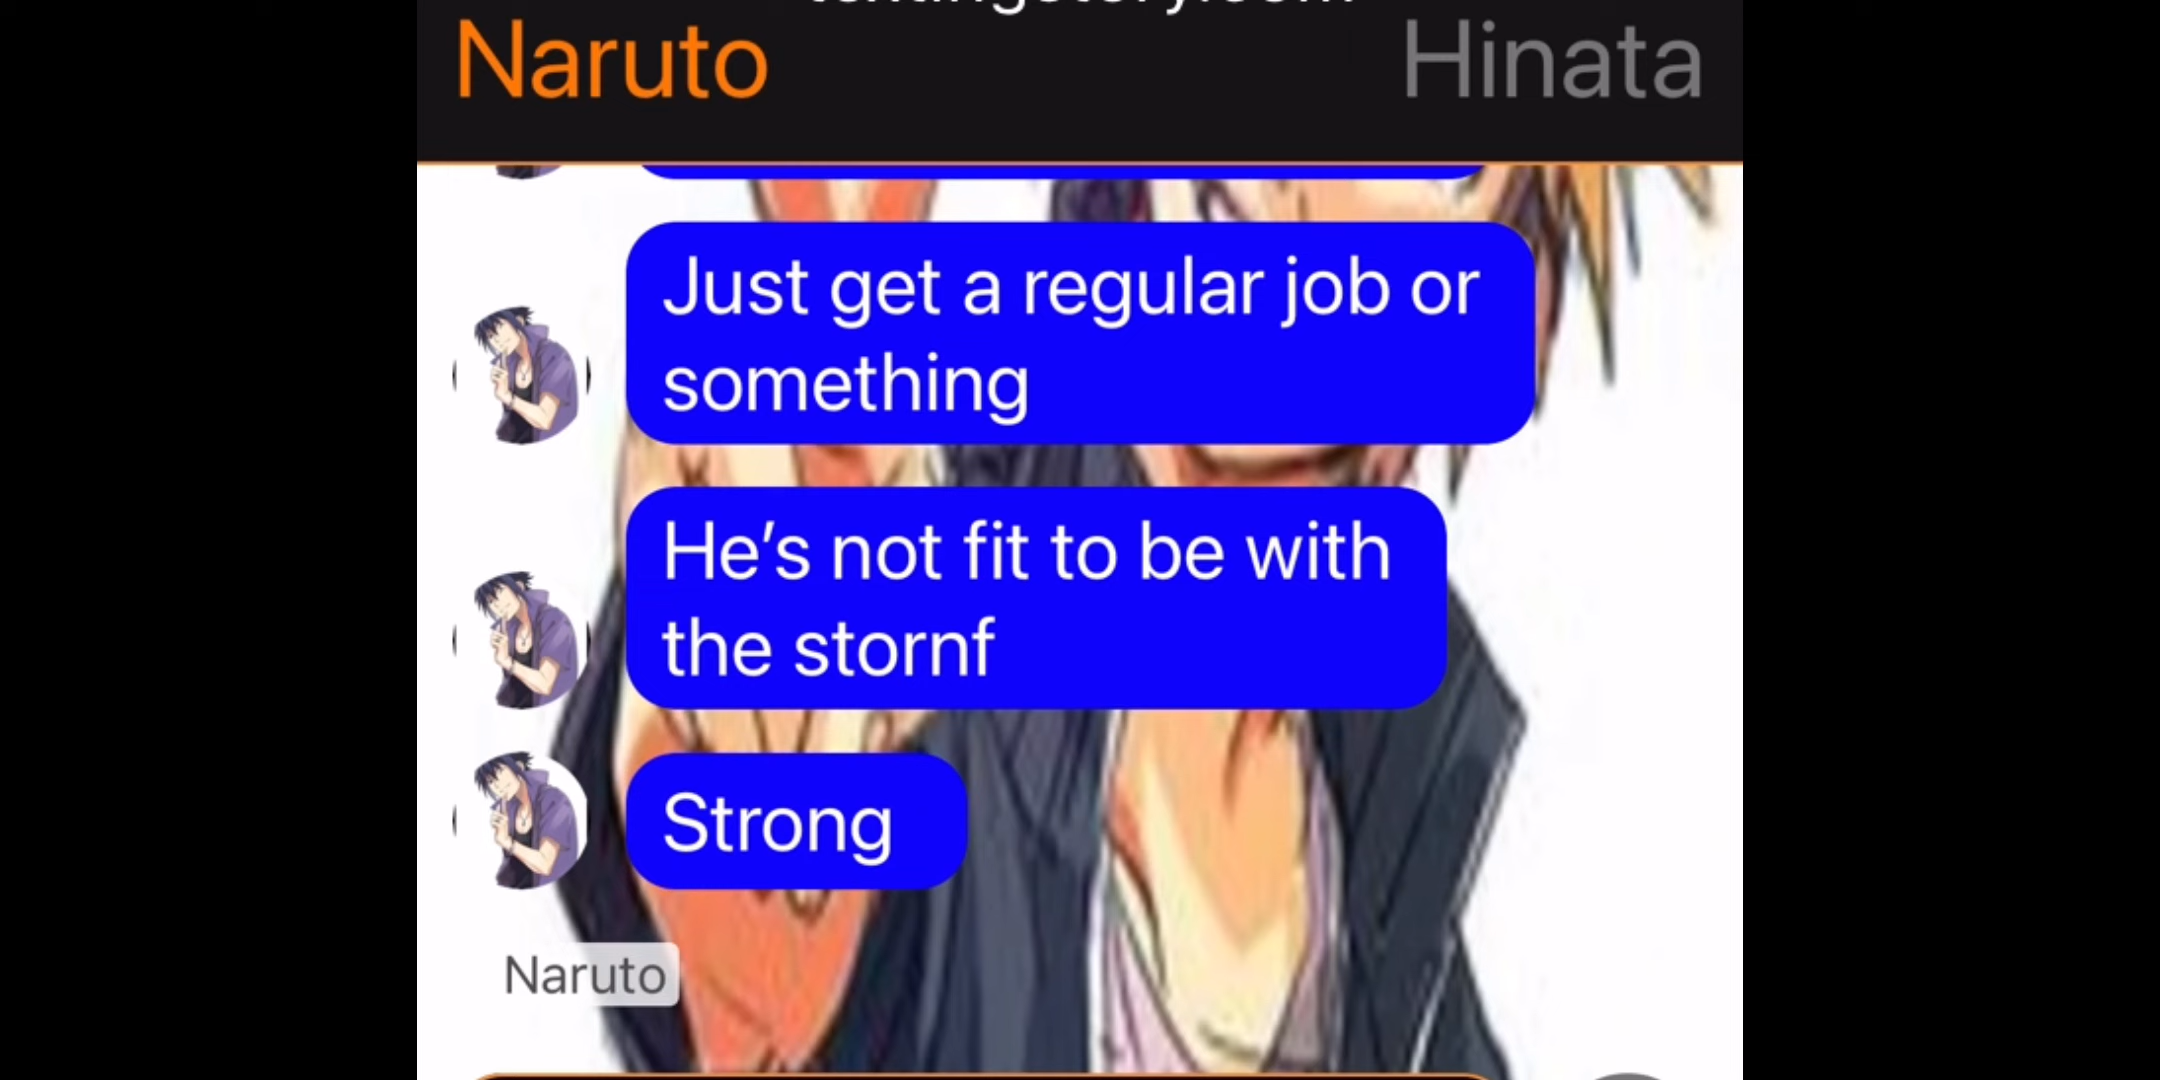 Naruto
Hinata
Just get a regular job or
something
He’s not fit to be with
the stornf
Strong
Naruto